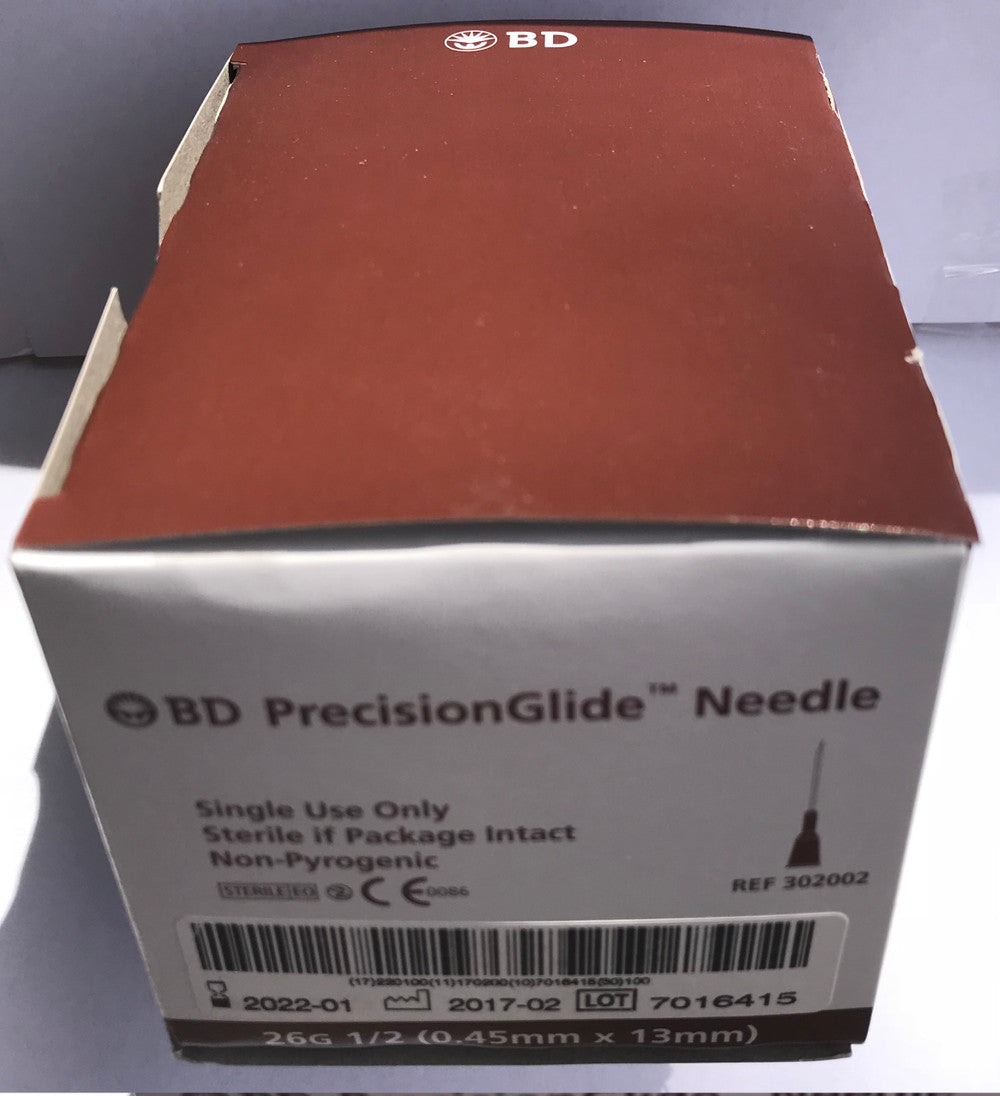 BD
BD PrecisionGlide™ Needle
Single Use Only
Sterile if Package Intact
Non-Pyrogenic
STERILE EO 2 CE 0086
REF 302002
(17)220100(11)170200(10)7016415(30)100
2022-01 2017-02 LOT 7016415
26G 1/2 (0.45mm x 13mm)